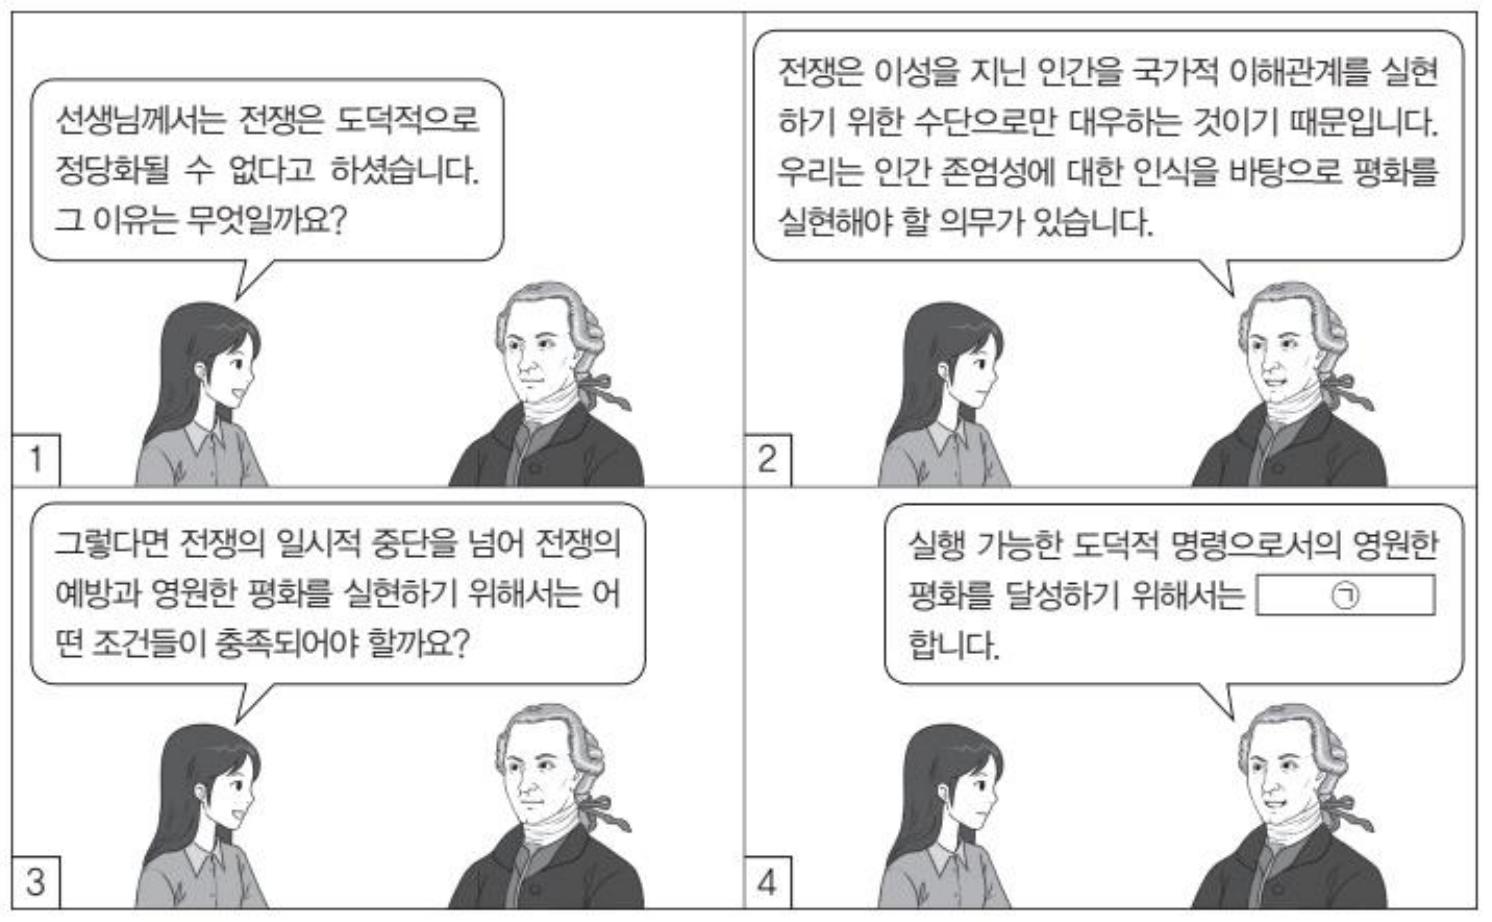 선생님께서는 전쟁은 도덕적으로
정당화될 수 없다고 하셨습니다.
그 이유는 무엇일까요?
1
전쟁은 이성을 지닌 인간을 국가적 이해관계를 실현
하기 위한 수단으로만 대우하는 것이기 때문입니다.
우리는 인간 존엄성에 대한 인식을 바탕으로 평화를
실현해야 할 의무가 있습니다.
2
그렇다면 전쟁의 일시적 중단을 넘어 전쟁의
예방과 영원한 평화를 실현하기 위해서는 어
떤 조건들이 충족되어야 할까요?
3
실행 가능한 도덕적 명령으로서의 영원한
평화를 달성하기 위해서는 ㉠
합니다.
4